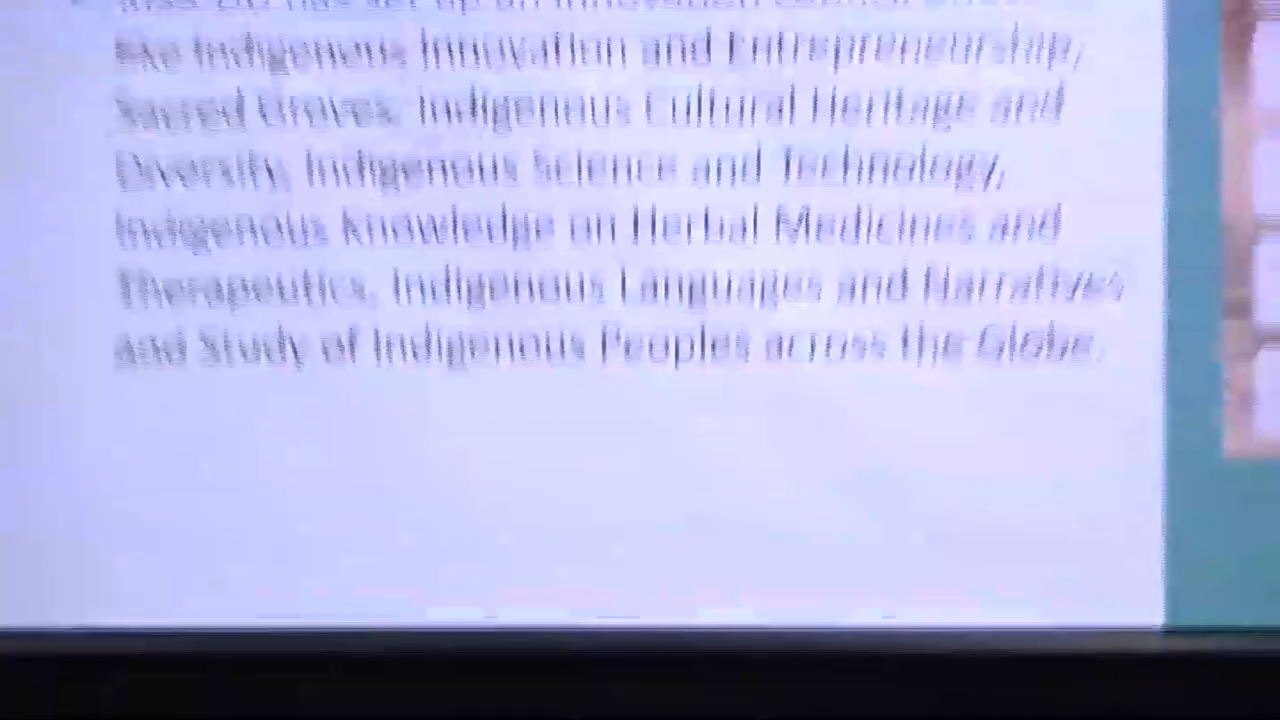 like Indigenous Innovation and Entrepreneurship,
Sacred Groves, Indigenous Cultural Heritage and
Diversity, Indigenous Science and Technology,
Indigenous Knowledge on Herbal Medicines and
Therapeutics, Indigenous Languages and Narratives
and Study of Indigenous Peoples across the Globe.